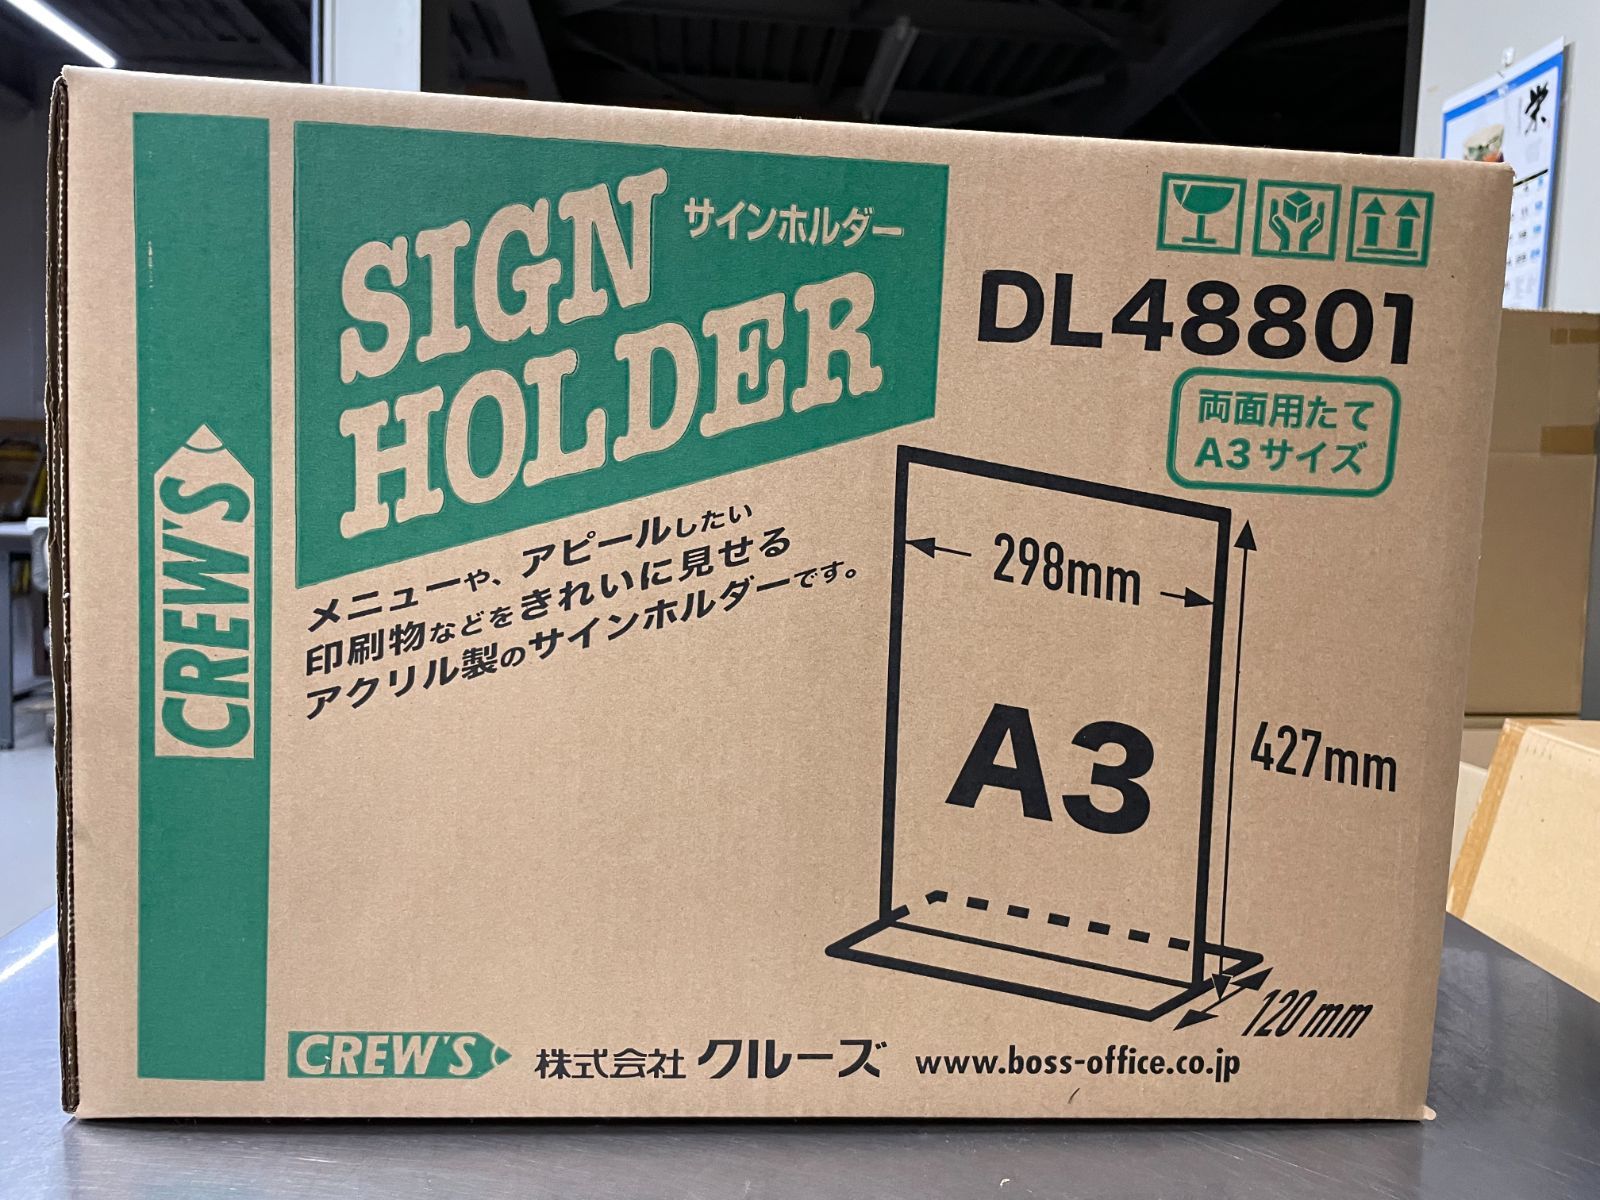 SIGN
サインホルダー
HOLDER
DL48801
両面用たて
A3サイズ
メニューや、アピールしたい
印刷物などをきれいに見せる
アクリル製のサインホルダーです。
298mm
427mm
A3
120mm
CREW'S
CREW'S
株式会社クルーズ
www.boss-office.co.jp
栄